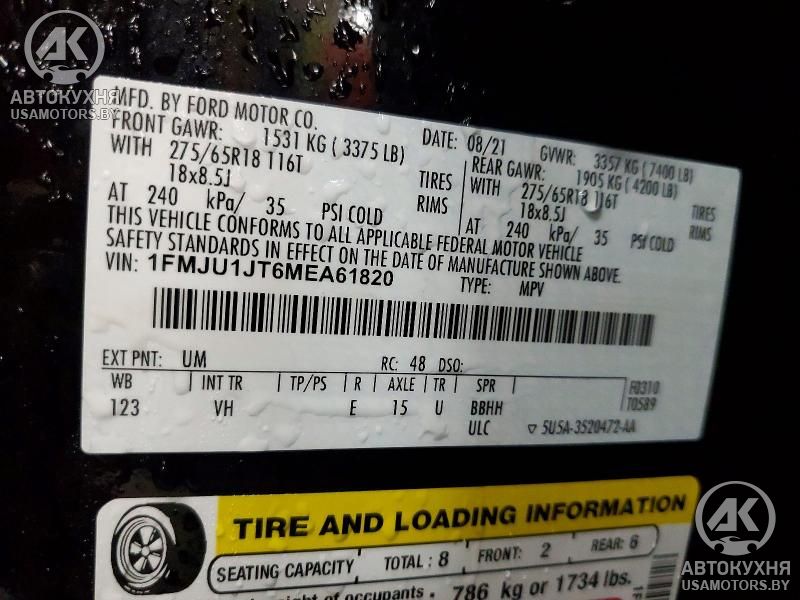 АК
АВТОКУХНЯ
USAMOTORS.BY
MFD. BY FORD MOTOR CO.
DATE: 08/21
GVWR: 3357 KG (7400 LB)
FRONT GAWR: 1531 KG (3375 LB)
REAR GAWR: 1905 KG (4200 LB)
WITH 275/65R18 116T TIRES
WITH 275/65R18 116T TIRES
18x8.5J RIMS
18x8.5J RIMS
AT 240 kPa/ 35 PSI COLD
AT 240 kPa/ 35 PSI COLD
THIS VEHICLE CONFORMS TO ALL APPLICABLE FEDERAL MOTOR VEHICLE
SAFETY STANDARDS IN EFFECT ON THE DATE OF MANUFACTURE SHOWN ABOVE.
VIN: 1FMJU1JT6MEA61820
TYPE: MPV
EXT PNT: UM RC: 48 DSO:
WB INT TR TP/PS R AXLE TR SPR
123 VH E 15 U BBHH
ULC
F0310
T0589
▽ 5U5A-3520472-AA
TIRE AND LOADING INFORMATION
SEATING CAPACITY TOTAL : 8 FRONT: 2 REAR: 6
weight of occupants . 786 kg or 1734 lbs.
АК
АВТОКУХНЯ
USAMOTORS.BY